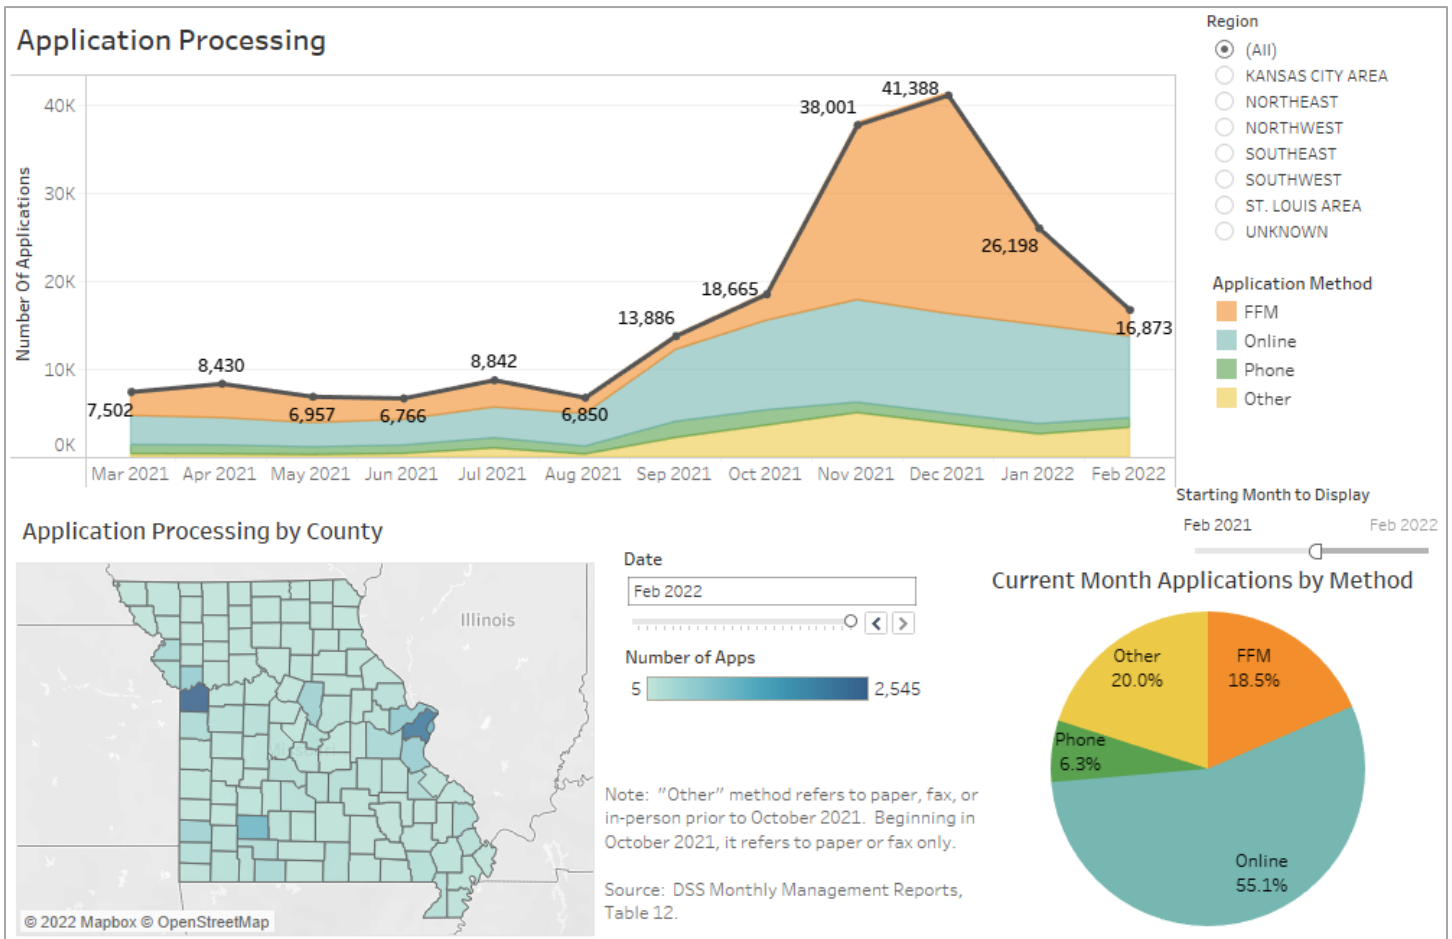 Application Processing
Region
(All)
KANSAS CITY AREA
NORTHEAST
NORTHWEST
SOUTHEAST
SOUTHWEST
ST. LOUIS AREA
UNKNOWN
Application Method
FFM
Online
Phone
Other
Number Of Applications
40K
30K
20K
10K
0K
7,502
8,430
6,957
6,766
8,842
6,850
13,886
18,665
38,001
41,388
26,198
16,873
Mar 2021 Apr 2021 May 2021 Jun 2021 Jul 2021 Aug 2021 Sep 2021 Oct 2021 Nov 2021 Dec 2021 Jan 2022 Feb 2022
Starting Month to Display
Feb 2021 Feb 2022
Application Processing by County
Illinois
© 2022 Mapbox © OpenStreetMap
Date
Feb 2022
Number of Apps
5 2,545
Note: "Other" method refers to paper, fax, or
in-person prior to October 2021. Beginning in
October 2021, it refers to paper or fax only.
Source: DSS Monthly Management Reports,
Table 12.
Current Month Applications by Method
Other
20.0%
FFM
18.5%
Phone
6.3%
Online
55.1%